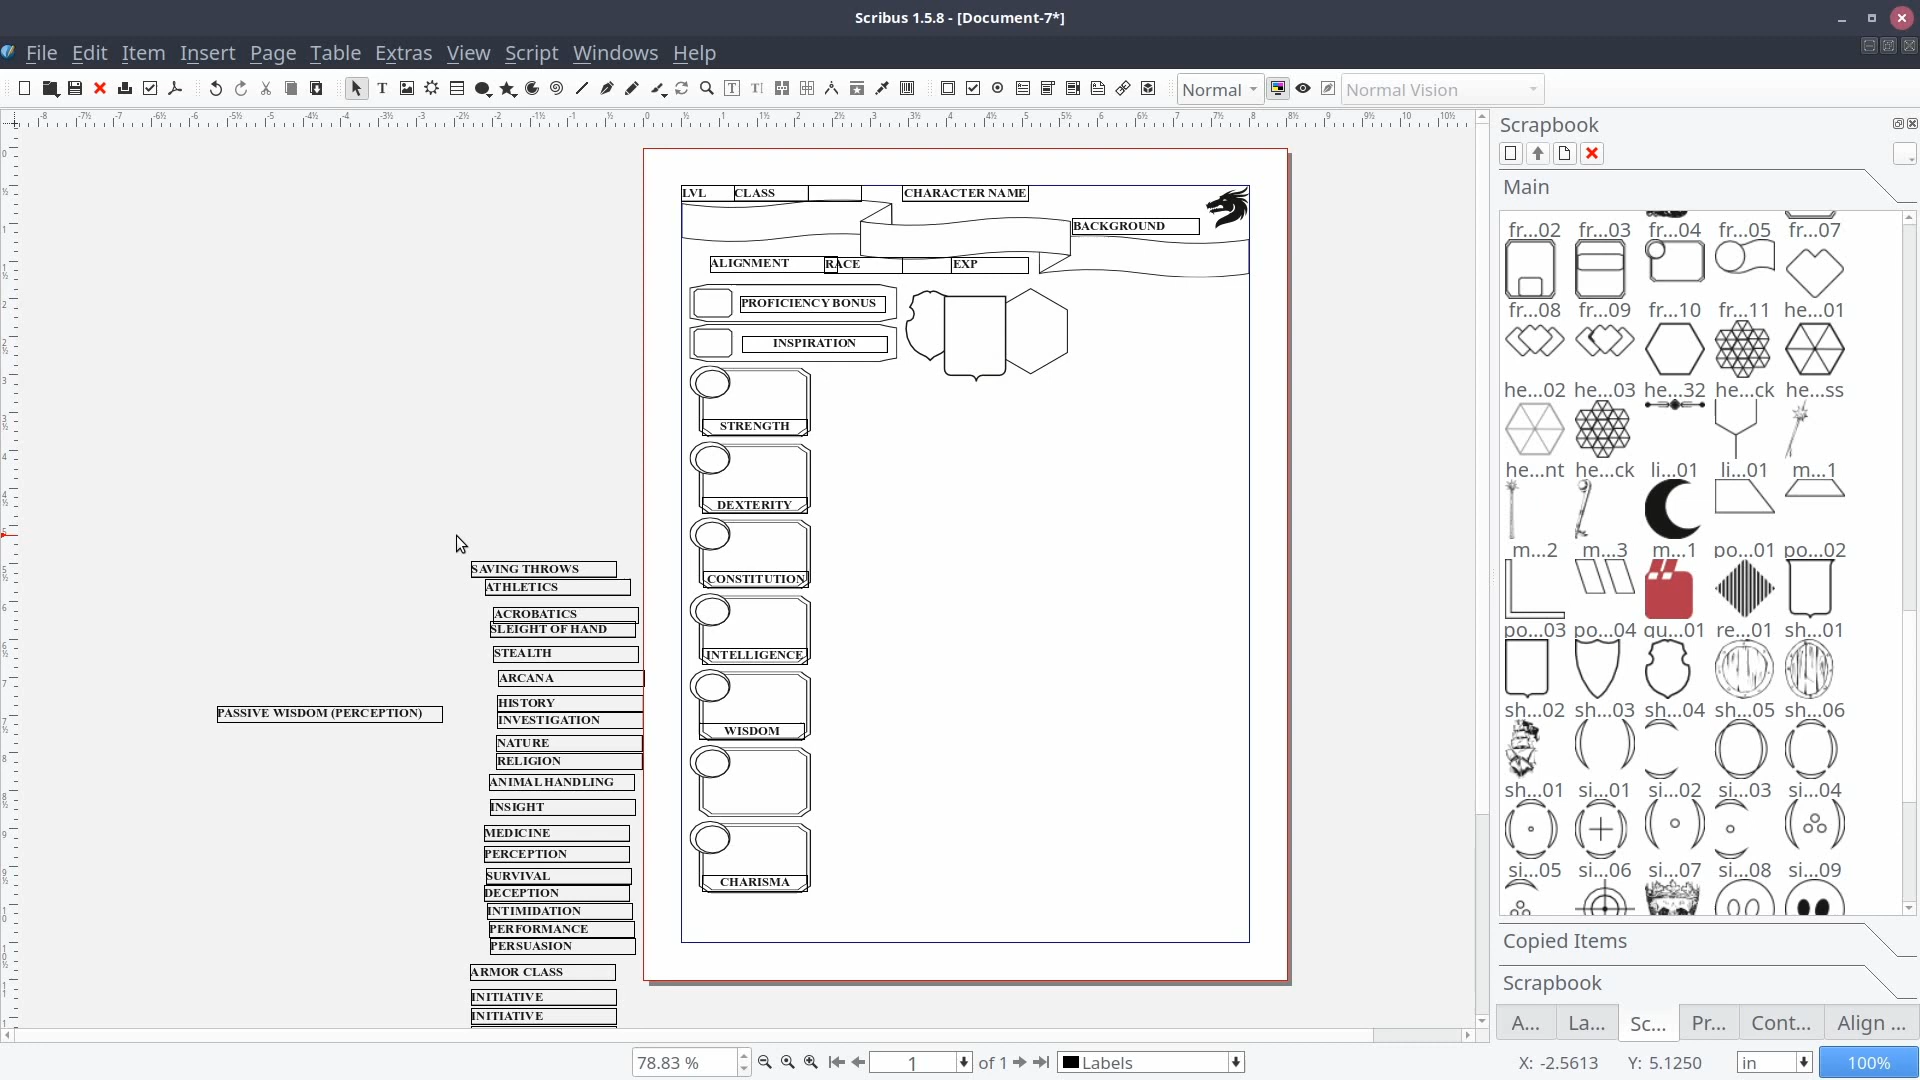 Scribus 1.5.8 - [Document-7*]
File Edit Item Insert Page Table Extras View Script Windows Help
Normal
Normal Vision
Scrapbook
Main
LVL CLASS CHARACTER NAME
BACKGROUND
ALIGNMENT RACE EXP
PROFICIENCY BONUS
INSPIRATION
STRENGTH
DEXTERITY
CONSTITUTION
INTELLIGENCE
WISDOM
CHARISMA
SAVING THROWS
ATHLETICS
ACROBATICS
SLEIGHT OF HAND
STEALTH
ARCANA
HISTORY
PASSIVE WISDOM (PERCEPTION)
INVESTIGATION
NATURE
RELIGION
ANIMAL HANDLING
INSIGHT
MEDICINE
PERCEPTION
SURVIVAL
DECEPTION
INTIMIDATION
PERFORMANCE
PERSUASION
ARMOR CLASS
INITIATIVE
INITIATIVE
fr...02 fr...03 fr...04 fr...05 fr...07
fr...08 fr...09 fr...10 fr...11 he...01
he...02 he...03 he...32 he...ck he...ss
he...nt he...ck li...01 li...01 m...1
m...2 m...3 m...1 po...01 po...02
po...03 po...04 qu...01 re...01 sh...01
sh...02 sh...03 sh...04 sh...05 sh...06
sh...01 si...01 si...02 si...03 si...04
si...05 si...06 si...07 si...08 si...09
Copied Items
Scrapbook
A... La... Sc... Pr... Cont... Align ...
78.83 % 1 of 1 Labels X: -2.5613 Y: 5.1250 in 100%